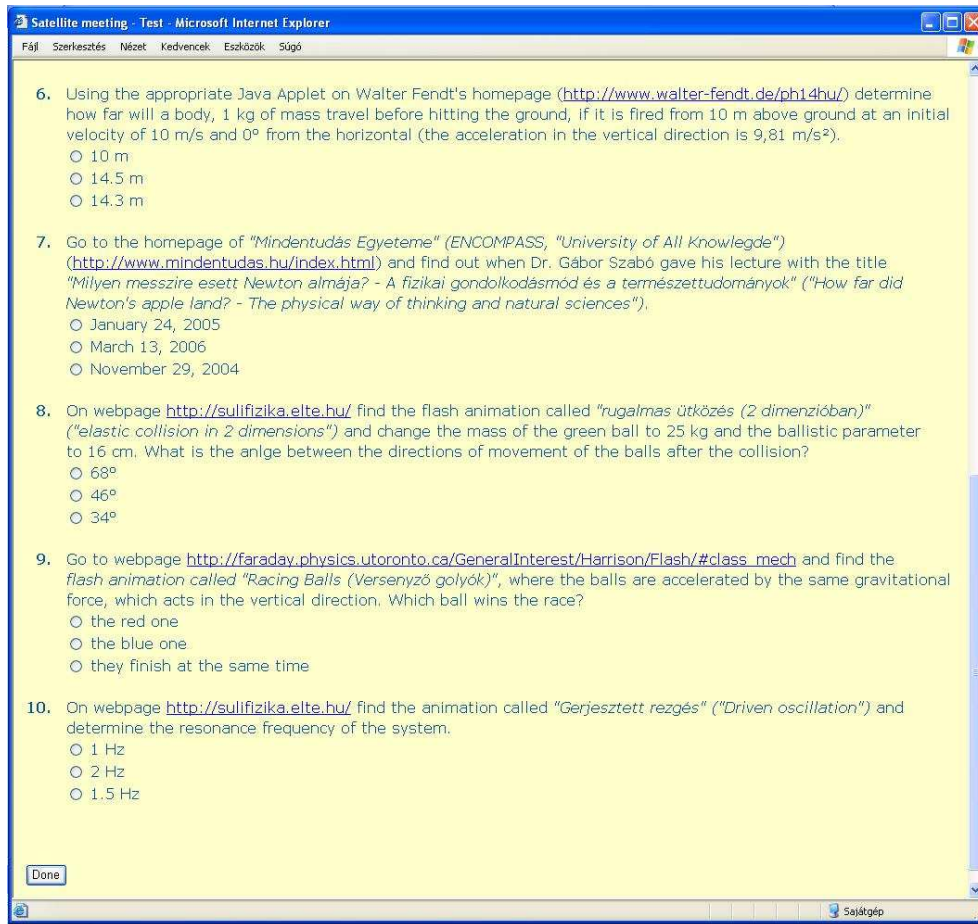 Satellite meeting - Test - Microsoft Internet Explorer
Fájl Szerkesztés Nézet Kedvencek Eszközök Súgó
6. Using the appropriate Java Applet on Walter Fendt's homepage (http://www.walter-fendt.de/ph14hu/) determine
how far will a body, 1 kg of mass travel before hitting the ground, if it is fired from 10 m above ground at an initial
velocity of 10 m/s and 0° from the horizontal (the acceleration in the vertical direction is 9,81 m/s²).
10 m
14.5 m
14.3 m
7. Go to the homepage of "Mindentudás Egyeteme" (ENCOMPASS, "University of All Knowlegde")
(http://www.mindentudas.hu/index.html) and find out when Dr. Gábor Szabó gave his lecture with the title
"Milyen messzire esett Newton almája? - A fizikai gondolkodásmód és a természettudományok" ("How far did
Newton's apple land? - The physical way of thinking and natural sciences").
January 24, 2005
March 13, 2006
November 29, 2004
8. On webpage http://sulifizika.elte.hu/ find the flash animation called "rugalmas ütközés (2 dimenzióban)"
("elastic collision in 2 dimensions") and change the mass of the green ball to 25 kg and the ballistic parameter
to 16 cm. What is the anlge between the directions of movement of the balls after the collision?
68°
46°
34°
9. Go to webpage http://faraday.physics.utoronto.ca/GeneralInterest/Harrison/Flash/#class_mech and find the
flash animation called "Racing Balls (Versenyző golyók)", where the balls are accelerated by the same gravitational
force, which acts in the vertical direction. Which ball wins the race?
the red one
the blue one
they finish at the same time
10. On webpage http://sulifizika.elte.hu/ find the animation called "Gerjesztett rezgés" ("Driven oscillation") and
determine the resonance frequency of the system.
1 Hz
2 Hz
1.5 Hz
Done
Sajátgép